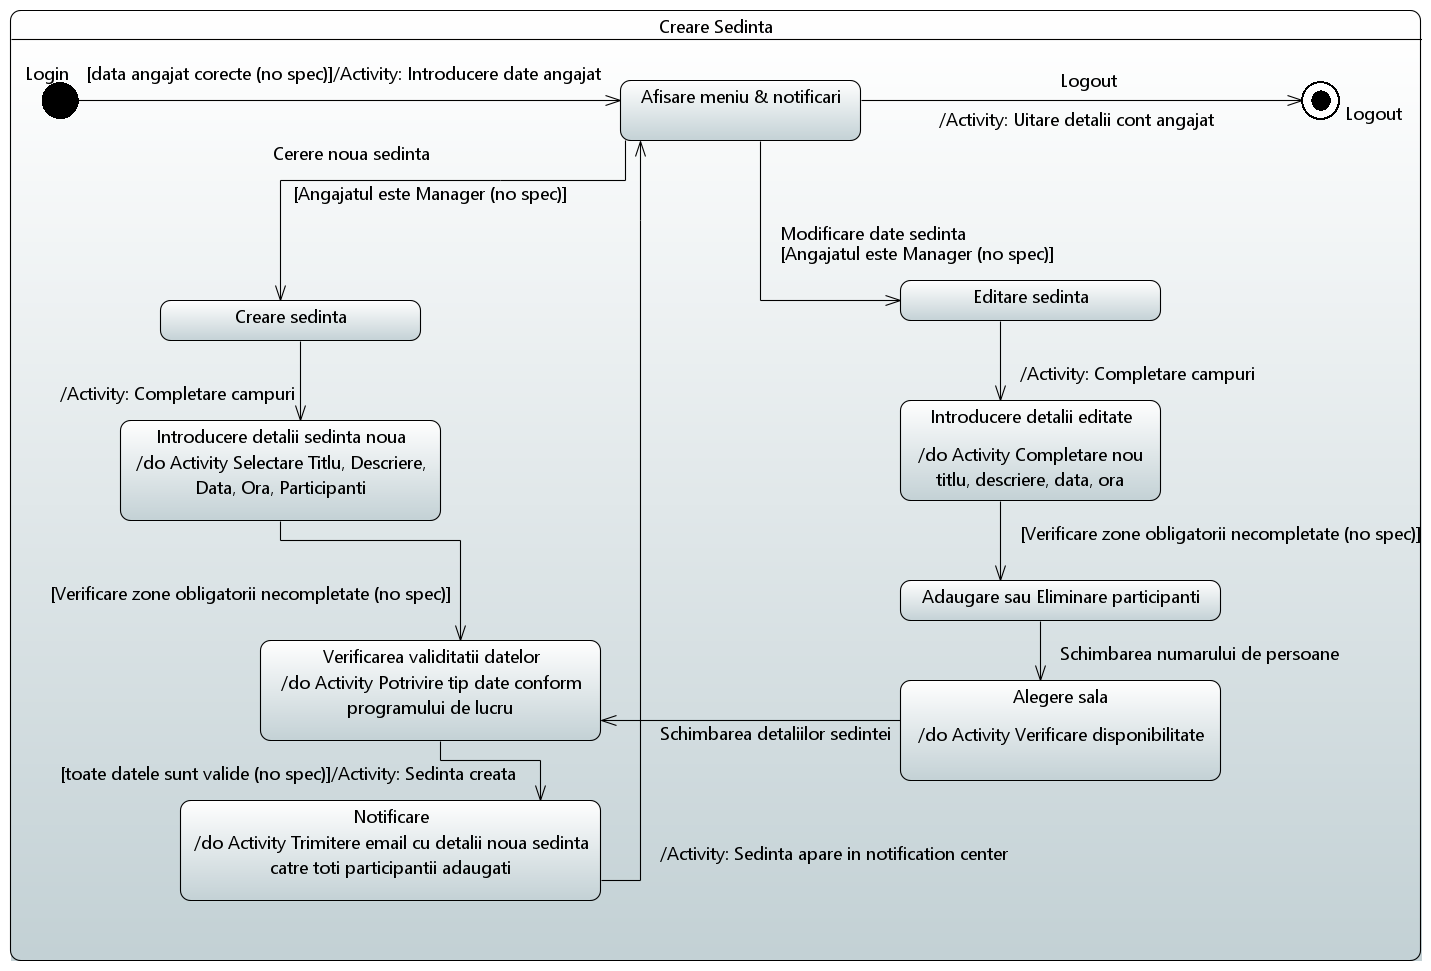 Creare Sedinta
Login
[data angajat corecte (no spec)]/Activity: Introducere date angajat
Afisare meniu & notificari
Logout
/Activity: Uitare detalii cont angajat
Logout
Cerere noua sedinta
[Angajatul este Manager (no spec)]
Modificare date sedinta
[Angajatul este Manager (no spec)]
Creare sedinta
Editare sedinta
/Activity: Completare campuri
/Activity: Completare campuri
Introducere detalii sedinta noua
/do Activity Selectare Titlu, Descriere,
Data, Ora, Participanti
Introducere detalii editate
/do Activity Completare nou
titlu, descriere, data, ora
[Verificare zone obligatorii necompletate (no spec)]
[Verificare zone obligatorii necompletate (no spec)]
Adaugare sau Eliminare participanti
Schimbarea numarului de persoane
Verificarea validitatii datelor
/do Activity Potrivire tip date conform
programului de lucru
Alegere sala
/do Activity Verificare disponibilitate
Schimbarea detaliilor sedintei
[toate datele sunt valide (no spec)]/Activity: Sedinta creata
Notificare
/do Activity Trimitere email cu detalii noua sedinta
catre toti participantii adaugati
/Activity: Sedinta apare in notification center